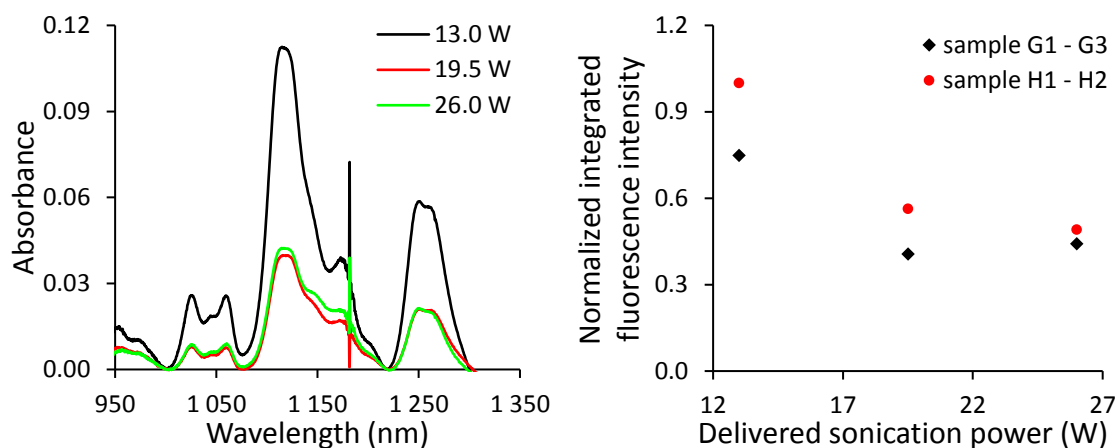 0.12
0.09
0.06
0.03
0.00
Absorbance
13.0 W
19.5 W
26.0 W
950
1 050
1 150
1 250
1 350
Wavelength (nm)
1.2
0.9
0.6
0.3
0.0
Normalized integrated
fluorescence intensity
sample G1 - G3
sample H1 - H2
12
17
22
27
Delivered sonication power (W)